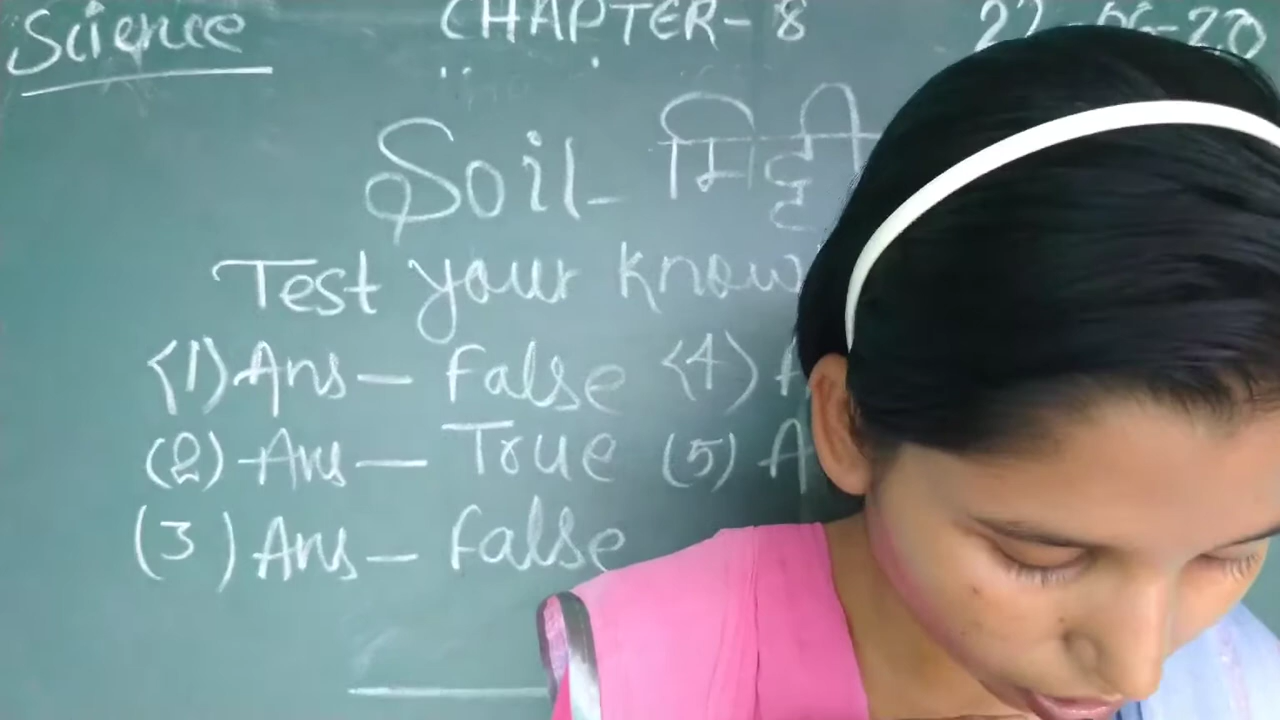 Science CHAPTER-8
Soil - मिट्टी
Test your
(1) Ans - False (4)
(2) Ans - True (5)
(3) Ans - False